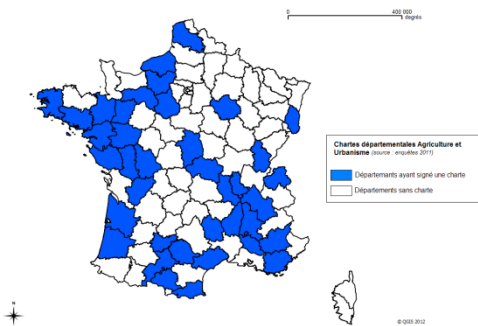 0
400 000
degrés
Chartes départementales Agriculture et
Urbanisme (source : enquêtes 2011)
Départements ayant signé une charte
Départements sans charte
N
© QGIS 2012